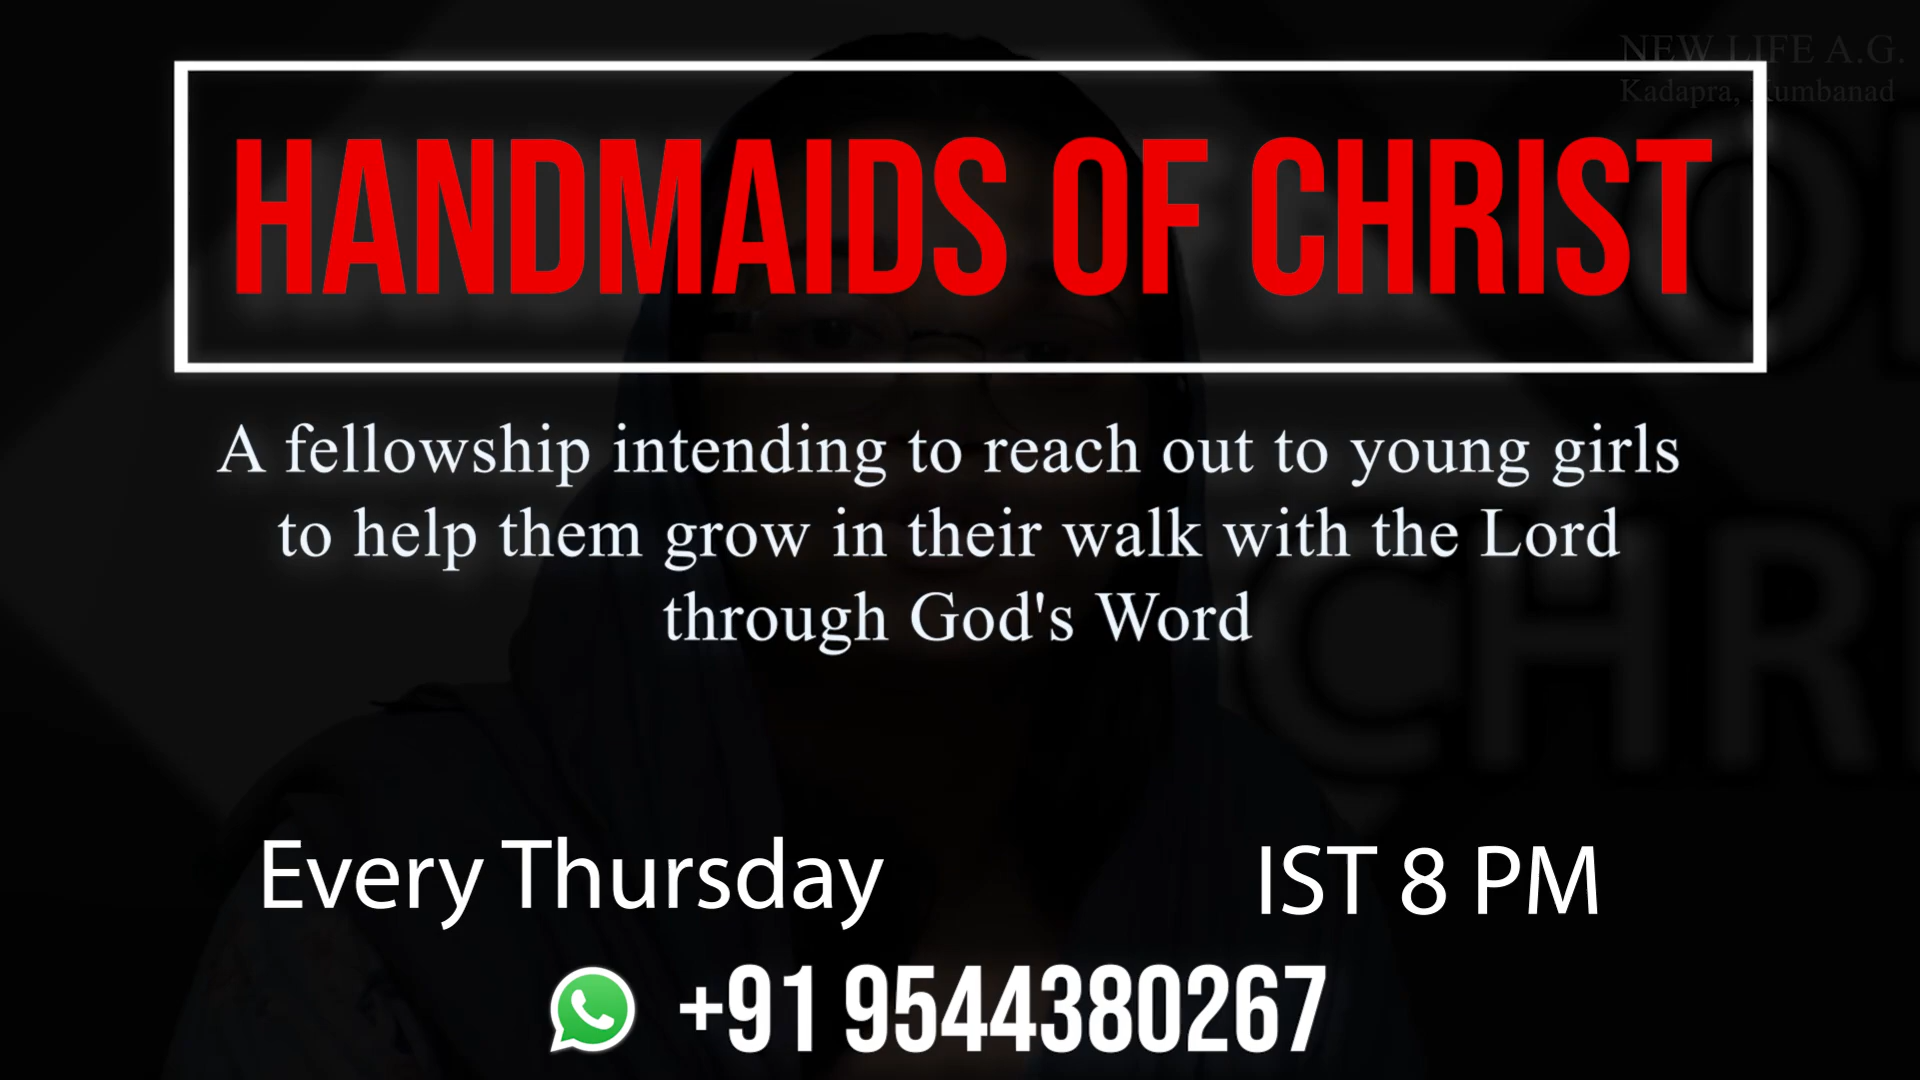 NEW LIFE A.G.
Kadapra, Kumbanad
HANDMAIDS OF CHRIST
A fellowship intending to reach out to young girls
to help them grow in their walk with the Lord
through God's Word
Every Thursday
IST 8 PM
+91 9544380267